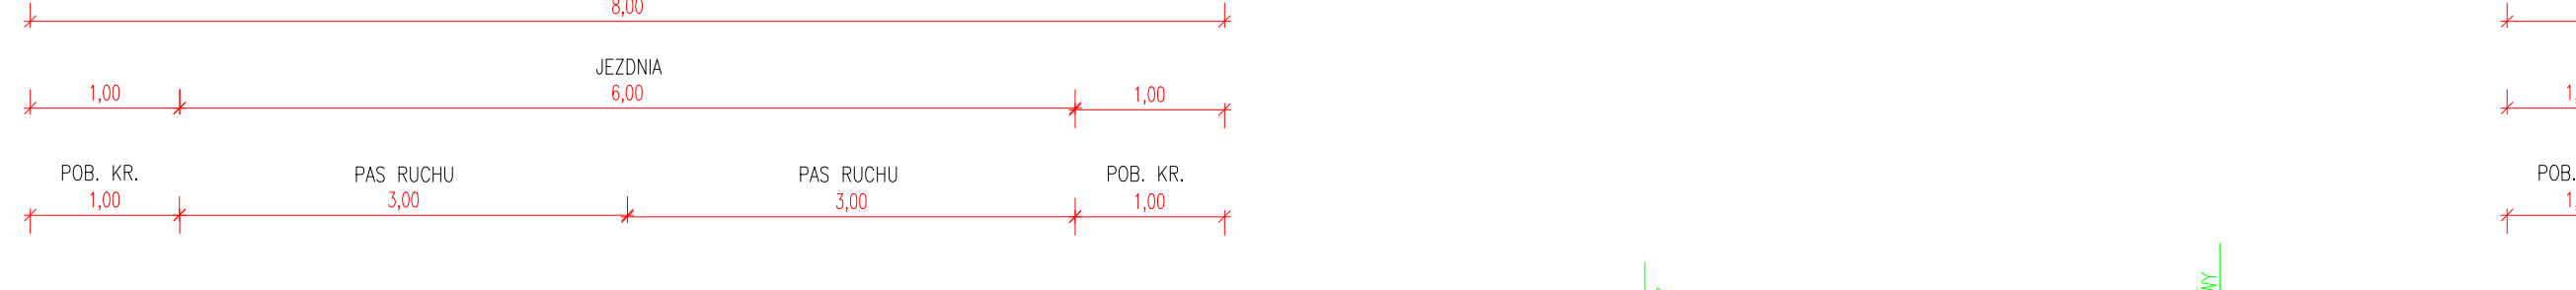 8,00
JEZDNIA
1,00 6,00 1,00
POB. KR. PAS RUCHU PAS RUCHU POB. KR.
1,00 3,00 3,00 1,00
POB.